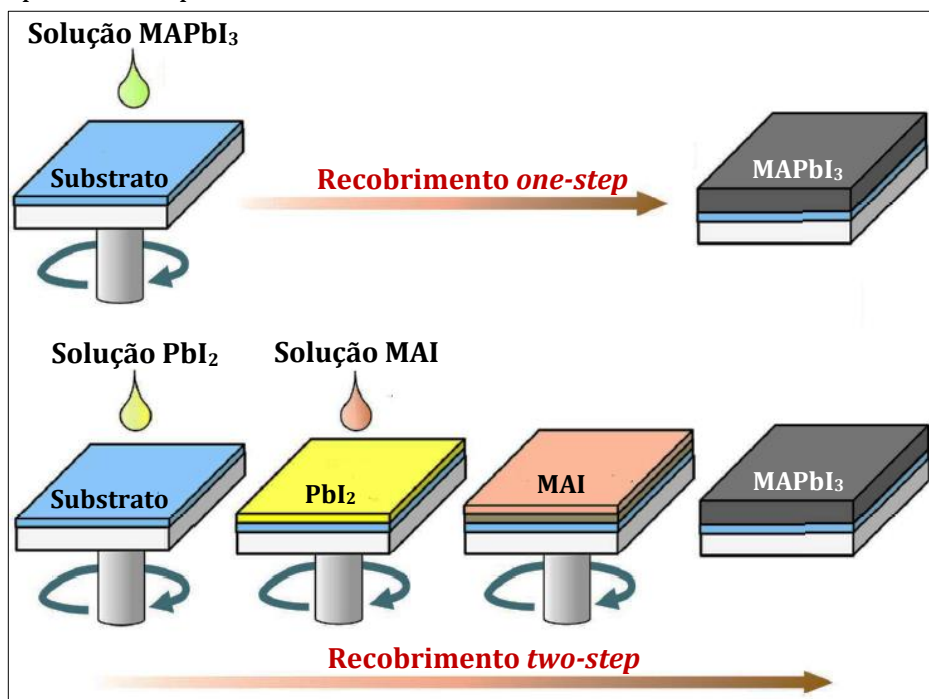 Solução MAPbI₃
Substrato
Recobrimento one-step
MAPbI₃
Solução PbI₂
Solução MAI
Substrato
PbI₂
MAI
MAPbI₃
Recobrimento two-step